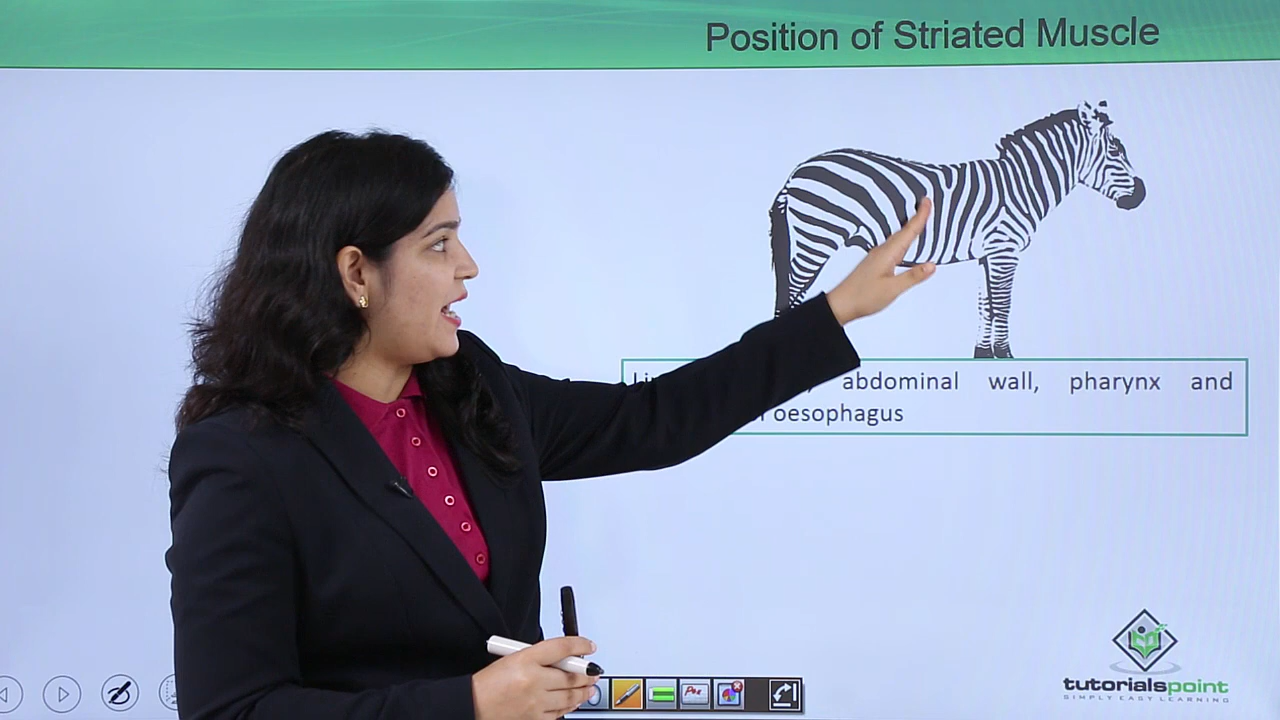 Position of Striated Muscle
abdominal wall, pharynx and
oesophagus
tutorialspoint
SIMPLY EASY LEARNING